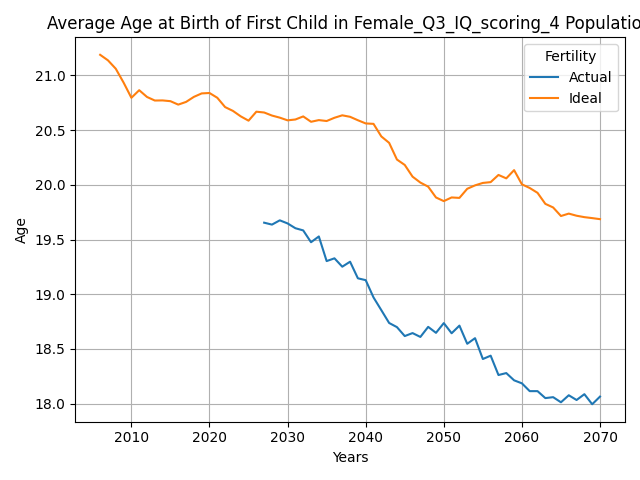 Average Age at Birth of First Child in Female_Q3_IQ_scoring_4 Populatio
Fertility
Actual
Ideal
21.0
20.5
20.0
19.5
19.0
18.5
18.0
Age
2010 2020 2030 2040 2050 2060 2070
Years